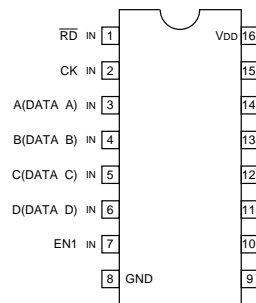 R̅D̅ IN 1
CK IN 2
A(DATA A) IN 3
B(DATA B) IN 4
C(DATA C) IN 5
D(DATA D) IN 6
EN1 IN 7
8 GND
VDD 16
15
14
13
12
11
10
9